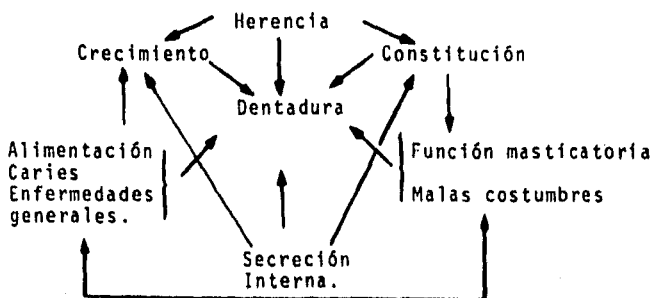 Herencia
Crecimiento
Constitución
Dentadura
Alimentación
Caries
Enfermedades
generales.
Función masticatoria
Malas costumbres
Secreción
Interna.